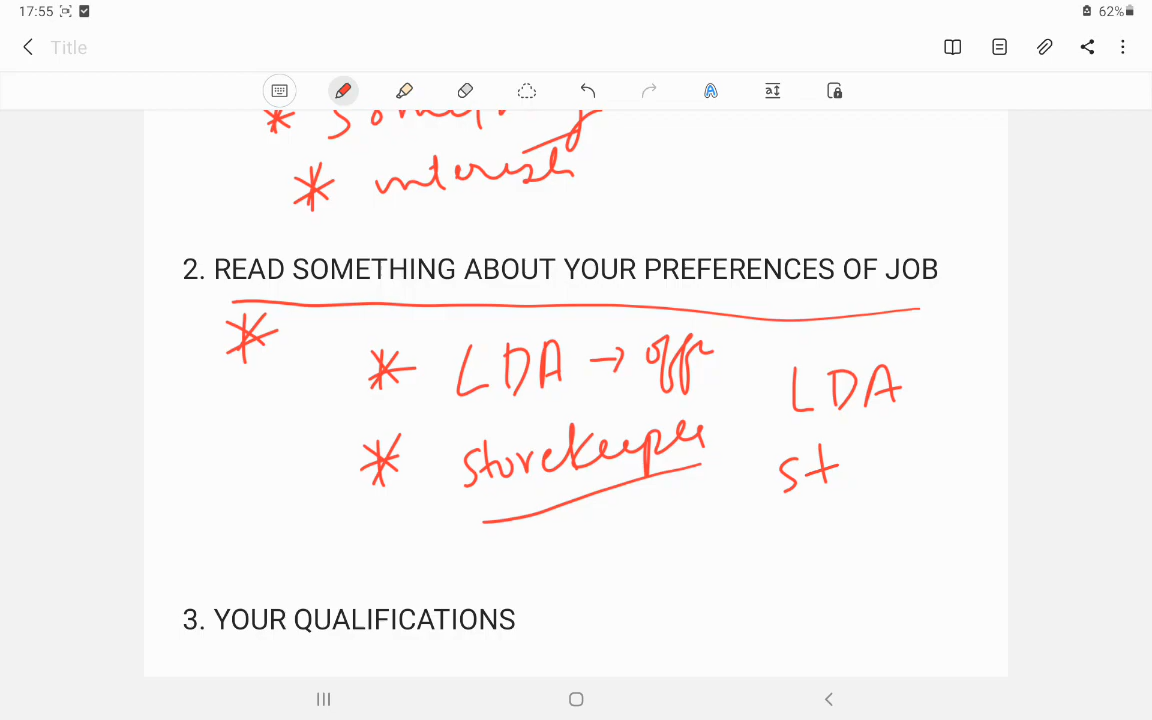 17:55
62%
Title
* something
* interest
2. READ SOMETHING ABOUT YOUR PREFERENCES OF JOB
*
* LDA → off
LDA
* storekeeper
st
3. YOUR QUALIFICATIONS